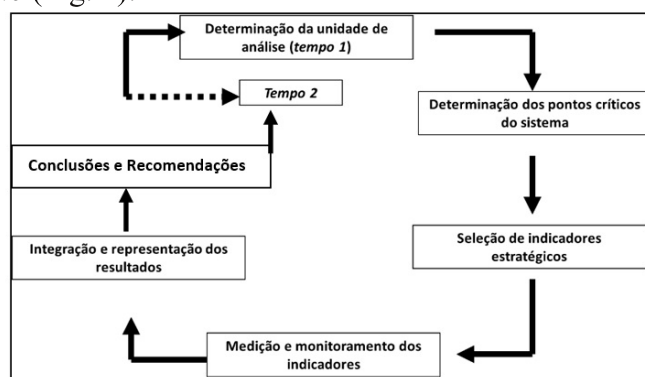 Determinação da unidade de
análise (tempo 1)
Tempo 2
Determinação dos pontos críticos
do sistema
Conclusões e Recomendações
Seleção de indicadores
estratégicos
Integração e representação dos
resultados
Medição e monitoramento dos
indicadores